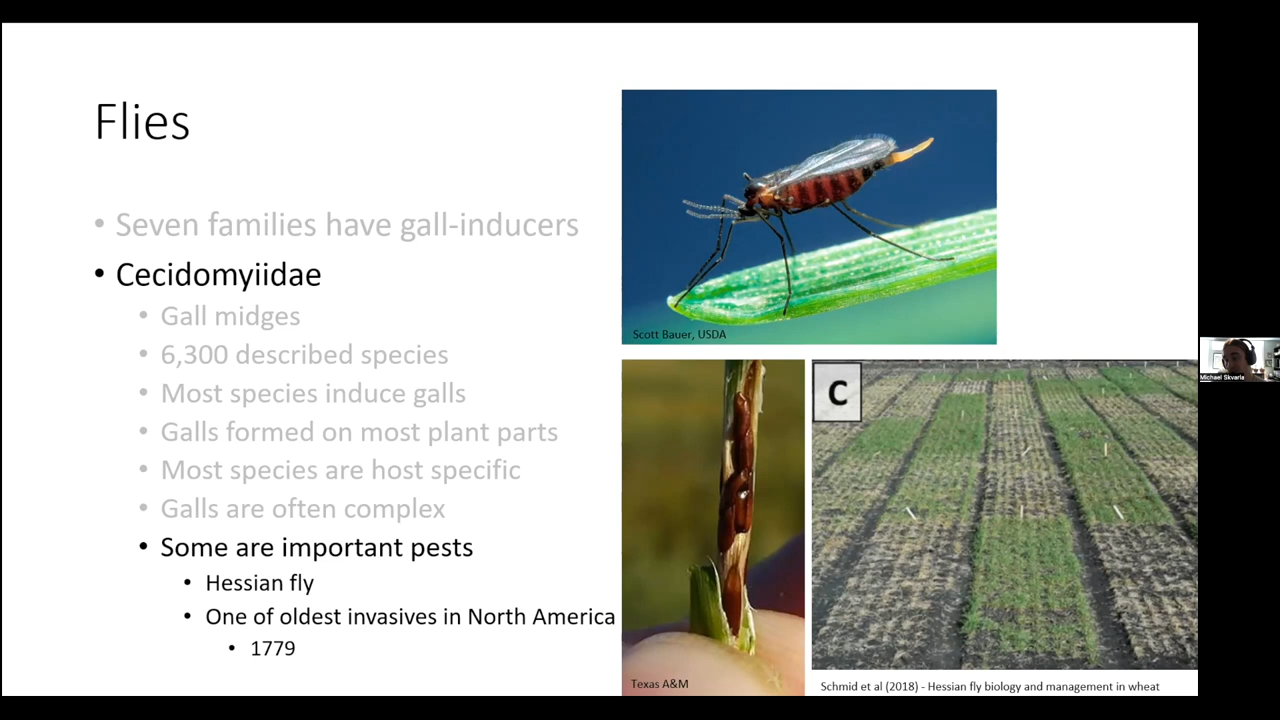 Flies
• Seven families have gall-inducers
• Cecidomyiidae
• Gall midges
• 6,300 described species
• Most species induce galls
• Galls formed on most plant parts
• Most species are host specific
• Galls are often complex
• Some are important pests
• Hessian fly
• One of oldest invasives in North America
• 1779
Scott Bauer, USDA
Texas A&M
C
Schmid et al (2018) - Hessian fly biology and management in wheat
Michael Skvarla